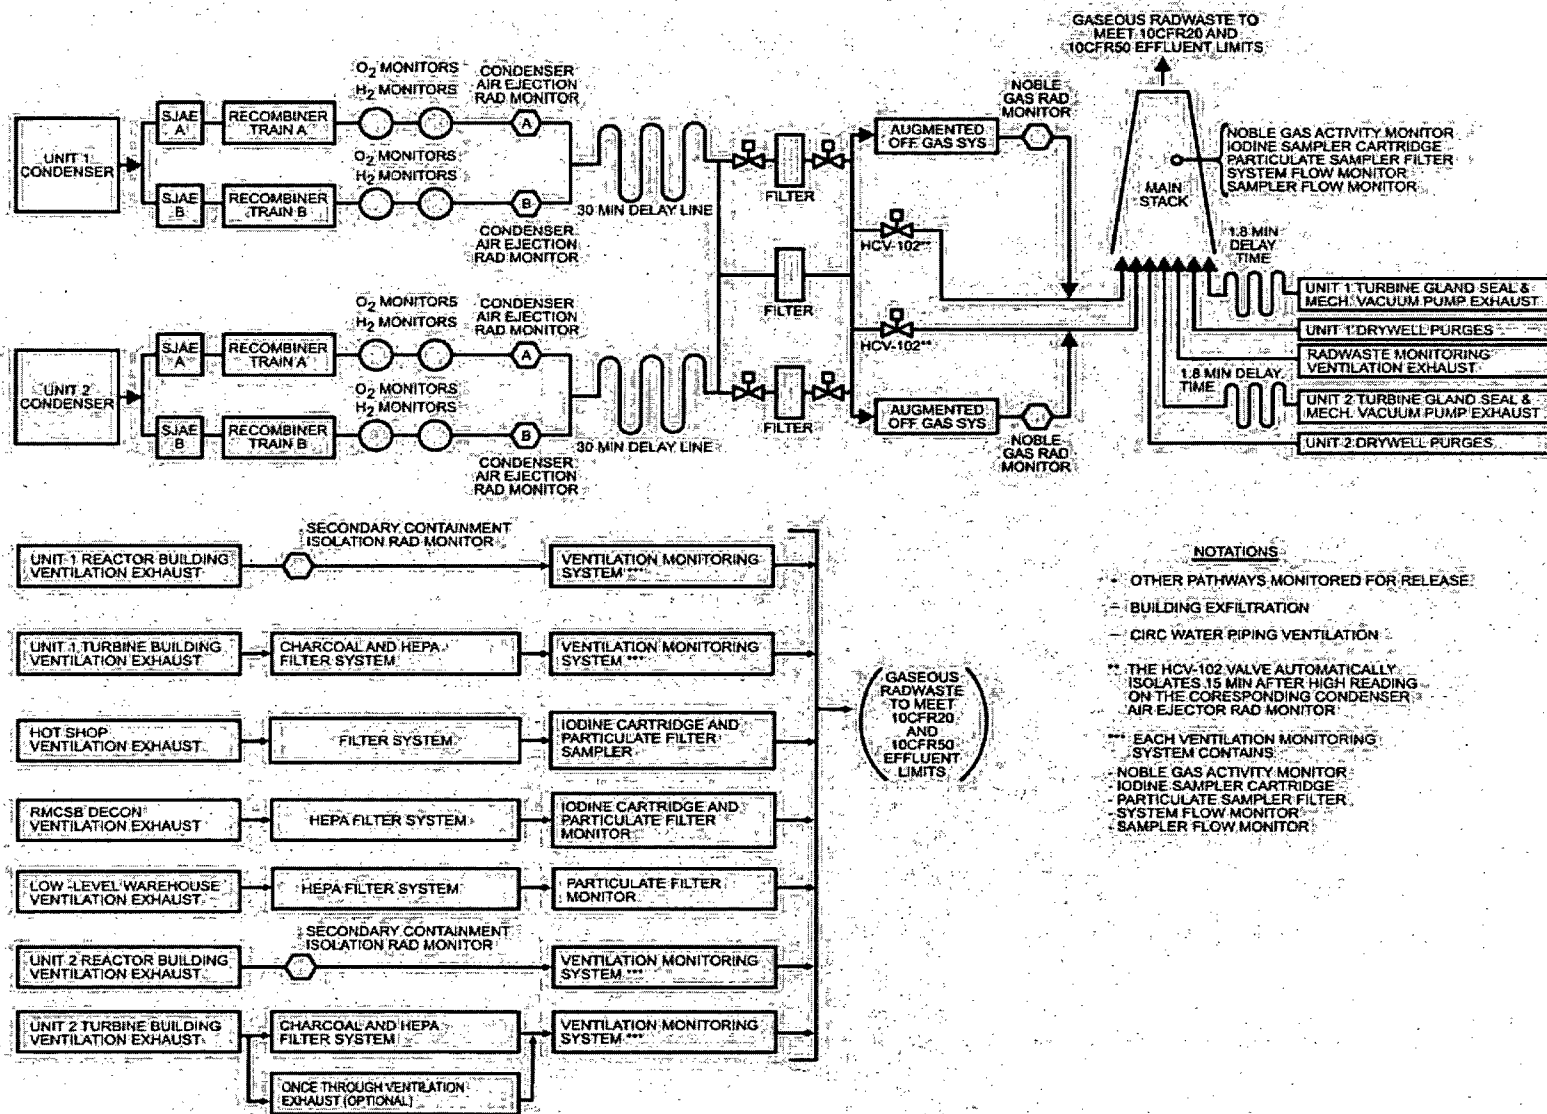 GASEOUS RADWASTE TO
MEET 10CFR20 AND
10CFR50 EFFLUENT LIMITS
O2 MONITORS
H2 MONITORS
CONDENSER
AIR EJECTION
RAD MONITOR
NOBLE
GAS RAD
MONITOR
UNIT 1
CONDENSER
SJAE
A
RECOMBINER
TRAIN A
A
AUGMENTED
OFF GAS SYS
NOBLE GAS ACTIVITY MONITOR
IODINE SAMPLER CARTRIDGE
PARTICULATE SAMPLER FILTER
SYSTEM FLOW MONITOR
SAMPLER FLOW MONITOR
MAIN
STACK
O2 MONITORS
H2 MONITORS
SJAE
B
RECOMBINER
TRAIN B
B
30 MIN DELAY LINE
FILTER
CONDENSER
AIR EJECTION
RAD MONITOR
HCV-102**
1.8 MIN
DELAY
TIME
UNIT 1 TURBINE GLAND SEAL &
MECH. VACUUM PUMP EXHAUST
FILTER
UNIT 1 DRYWELL PURGES
HCV-102**
RADWASTE MONITORING
VENTILATION EXHAUST
1.8 MIN DELAY
TIME
UNIT 2 TURBINE GLAND SEAL &
MECH. VACUUM PUMP EXHAUST
UNIT 2 DRYWELL PURGES
O2 MONITORS
H2 MONITORS
CONDENSER
AIR EJECTION
RAD MONITOR
UNIT 2
CONDENSER
SJAE
A
RECOMBINER
TRAIN A
A
O2 MONITORS
H2 MONITORS
SJAE
B
RECOMBINER
TRAIN B
B
30 MIN DELAY LINE
FILTER
AUGMENTED
OFF GAS SYS
NOBLE
GAS RAD
MONITOR
CONDENSER
AIR EJECTION
RAD MONITOR
UNIT 1 REACTOR BUILDING
VENTILATION EXHAUST
SECONDARY CONTAINMENT
ISOLATION RAD MONITOR
VENTILATION MONITORING
SYSTEM ***
UNIT 1 TURBINE BUILDING
VENTILATION EXHAUST
CHARCOAL AND HEPA
FILTER SYSTEM
VENTILATION MONITORING
SYSTEM ***
HOT SHOP
VENTILATION EXHAUST
FILTER SYSTEM
IODINE CARTRIDGE AND
PARTICULATE FILTER
SAMPLER
RMCSB DECON
VENTILATION EXHAUST
HEPA FILTER SYSTEM
IODINE CARTRIDGE AND
PARTICULATE FILTER
MONITOR
LOW -LEVEL WAREHOUSE
VENTILATION EXHAUST
HEPA FILTER SYSTEM
PARTICULATE FILTER
MONITOR
UNIT 2 REACTOR BUILDING
VENTILATION EXHAUST
SECONDARY CONTAINMENT
ISOLATION RAD MONITOR
VENTILATION MONITORING
SYSTEM ***
UNIT 2 TURBINE BUILDING
VENTILATION EXHAUST
CHARCOAL AND HEPA
FILTER SYSTEM
VENTILATION MONITORING
SYSTEM ***
ONCE THROUGH VENTILATION
EXHAUST (OPTIONAL)
GASEOUS
RADWASTE
TO MEET
10CFR20
AND
10CFR50
EFFLUENT
LIMITS
NOTATIONS
* OTHER PATHWAYS MONITORED FOR RELEASE
- BUILDING EXFILTRATION
- CIRC WATER PIPING VENTILATION
** THE HCV-102 VALVE AUTOMATICALLY
ISOLATES 15 MIN AFTER HIGH READING
ON THE CORESPONDING CONDENSER
AIR EJECTOR RAD MONITOR
*** EACH VENTILATION MONITORING
SYSTEM CONTAINS
- NOBLE GAS ACTIVITY MONITOR
- IODINE SAMPLER CARTRIDGE
- PARTICULATE SAMPLER FILTER
- SYSTEM FLOW MONITOR
- SAMPLER FLOW MONITOR